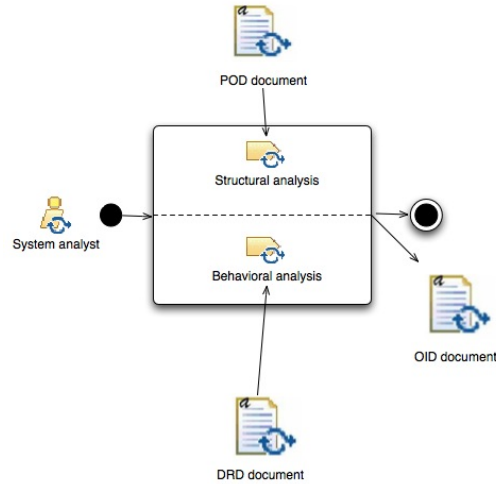 POD document
Structural analysis
System analyst
Behavioral analysis
OID document
DRD document